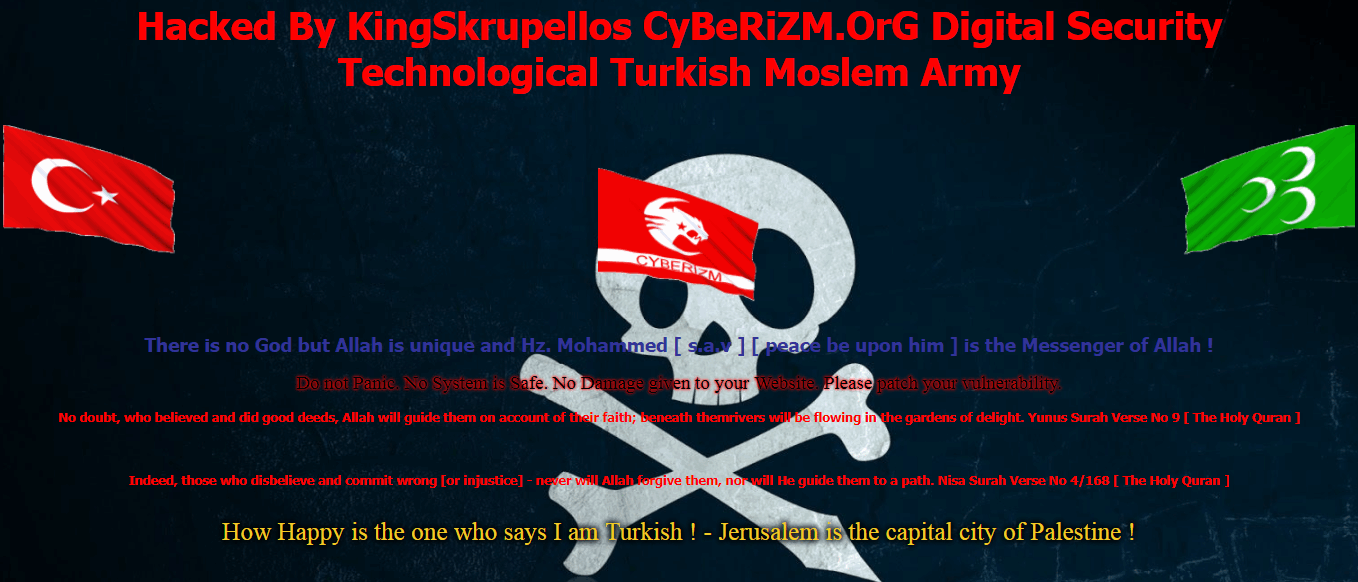 Hacked By KingSkrupellos CyBeRiZM.OrG Digital Security
Technological Turkish Moslem Army
CYBERIZM
There is no God but Allah is unique and Hz. Mohammed [ s.a.v ] [ peace be upon him ] is the Messenger of Allah !
Do not Panic. No System is Safe. No Damage given to your Website. Please patch your vulnerability.
No doubt, who believed and did good deeds, Allah will guide them on account of their faith; beneath themrivers will be flowing in the gardens of delight. Yunus Surah Verse No 9 [ The Holy Quran ]
Indeed, those who disbelieve and commit wrong [or injustice] - never will Allah forgive them, nor will He guide them to a path. Nisa Surah Verse No 4/168 [ The Holy Quran ]
How Happy is the one who says I am Turkish ! - Jerusalem is the capital city of Palestine !